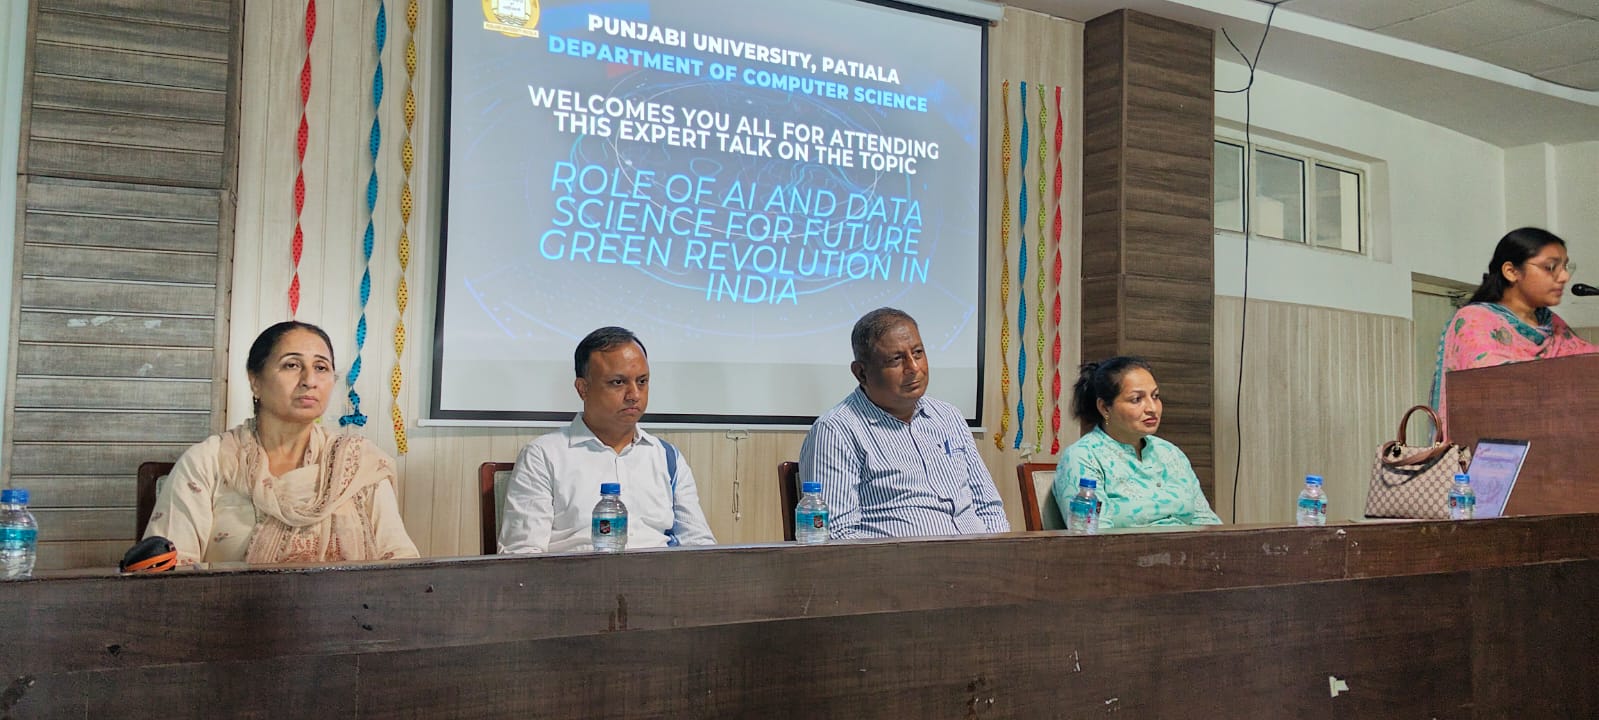 PUNJABI UNIVERSITY, PATIALA
DEPARTMENT OF COMPUTER SCIENCE
WELCOMES YOU ALL FOR ATTENDING
THIS EXPERT TALK ON THE TOPIC
ROLE OF AI AND DATA
SCIENCE FOR FUTURE
GREEN REVOLUTION IN
INDIA